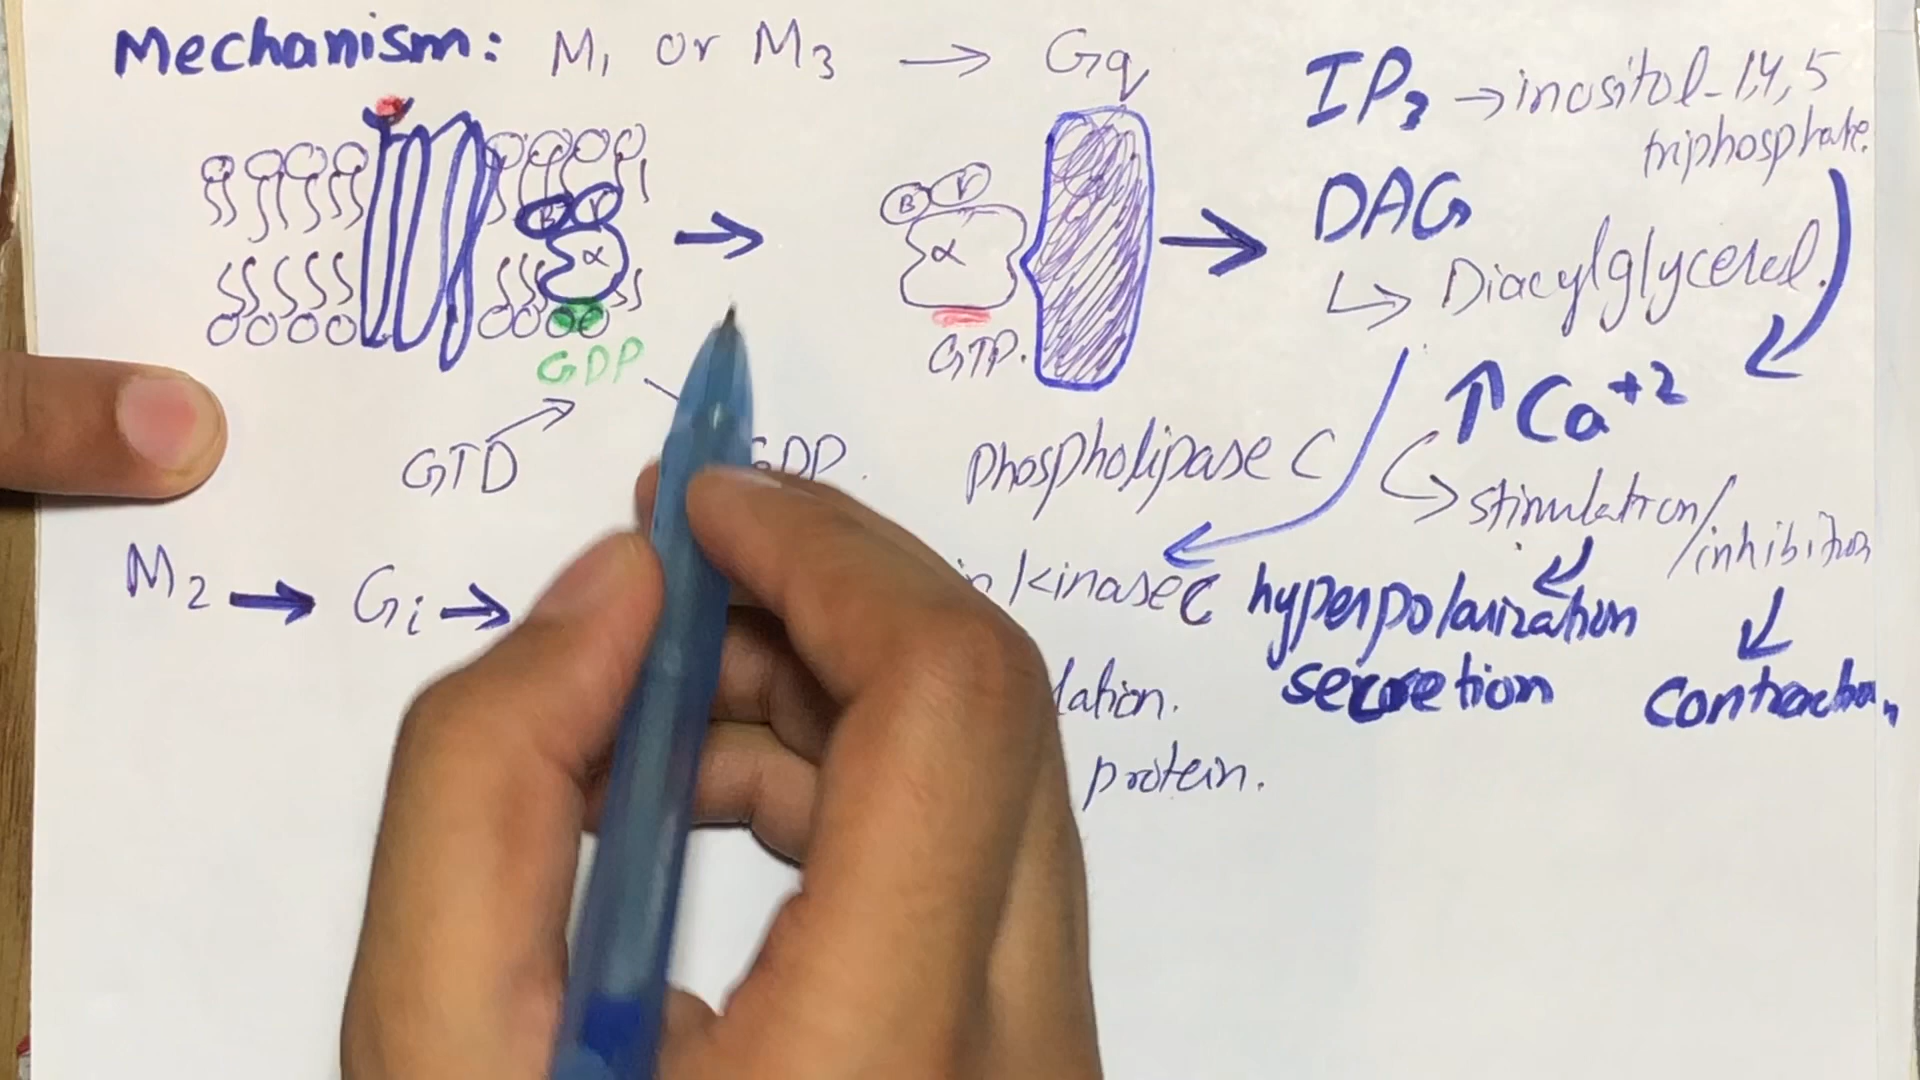 Mechanism: M1 or M3 → Gq
IP3 → inositol-1,4,5
triphosphate.
DAG
↳ Diacylglycerol.
B γ
α
GDP
GTD
GDP.
B γ
α
GTP.
Phospholipase C
↑ Ca+2
↳ stimulation/inhibition
kinase C
hyperpolarization
secretion
contraction
lation.
protein.
M2 → Gi →